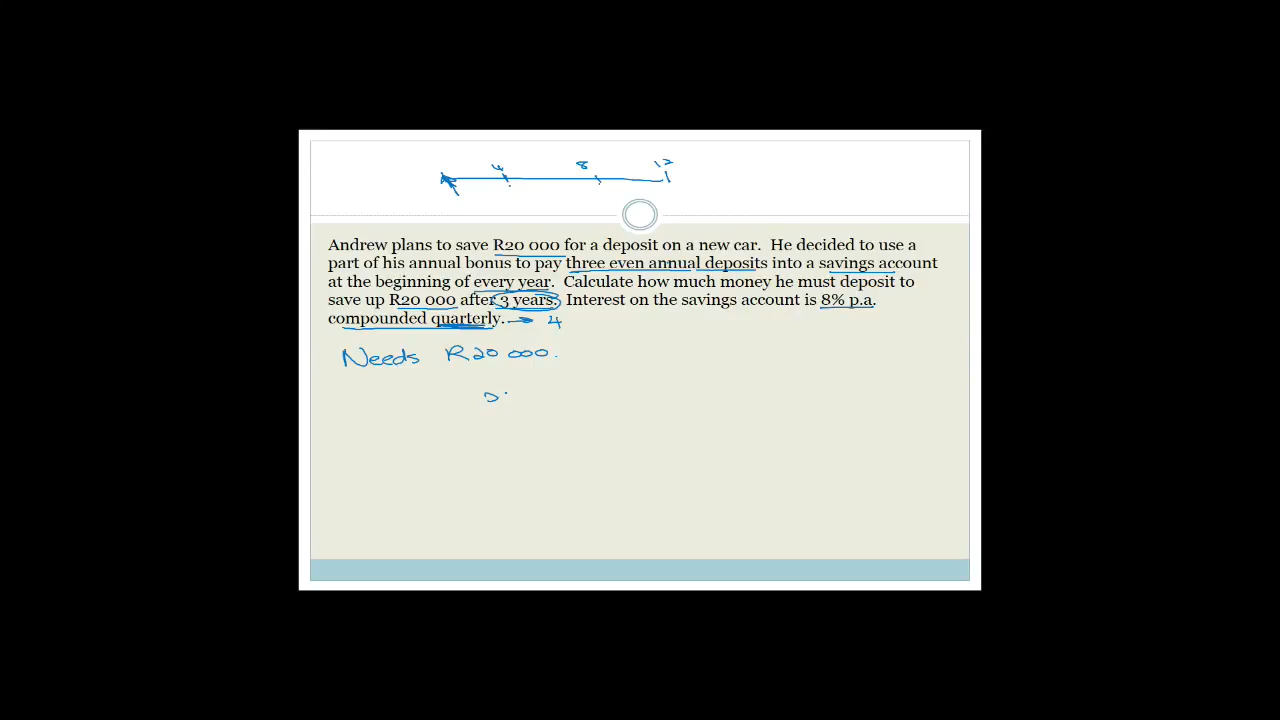 4 8 12
Andrew plans to save R20 000 for a deposit on a new car. He decided to use a
part of his annual bonus to pay three even annual deposits into a savings account
at the beginning of every year. Calculate how much money he must deposit to
save up R20 000 after 3 years. Interest on the savings account is 8% p.a.
compounded quarterly. → 4
Needs R20 000.